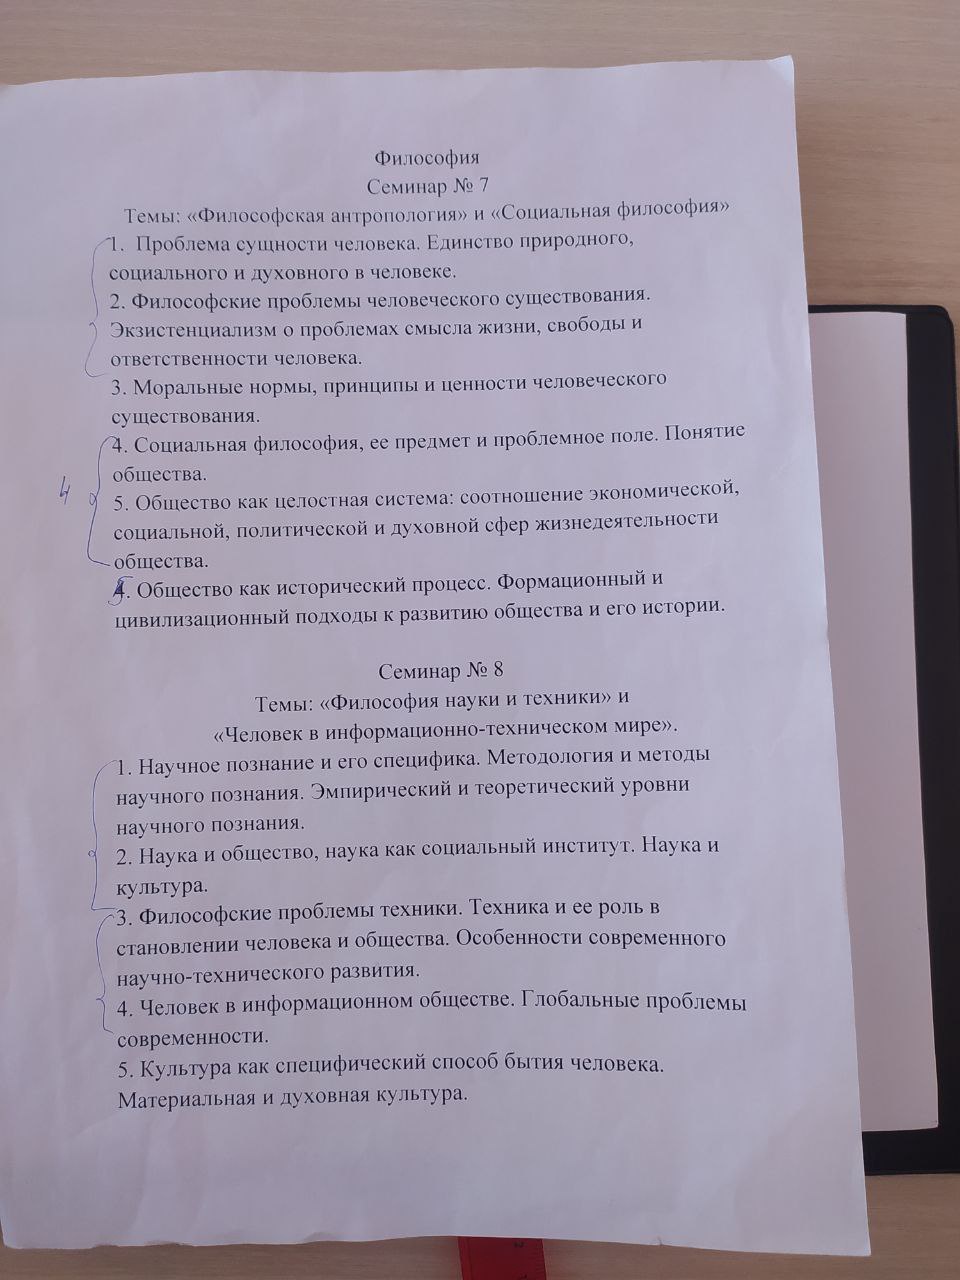 Философия
Семинар № 7
Темы: «Философская антропология» и «Социальная философия»
1. Проблема сущности человека. Единство природного,
социального и духовного в человеке.
2. Философские проблемы человеческого существования.
Экзистенциализм о проблемах смысла жизни, свободы и
ответственности человека.
3. Моральные нормы, принципы и ценности человеческого
существования.
4. Социальная философия, ее предмет и проблемное поле. Понятие
общества.
4
5. Общество как целостная система: соотношение экономической,
социальной, политической и духовной сфер жизнедеятельности
общества.
5. Общество как исторический процесс. Формационный и
цивилизационный подходы к развитию общества и его истории.
Семинар № 8
Темы: «Философия науки и техники» и
«Человек в информационно-техническом мире».
1. Научное познание и его специфика. Методология и методы
научного познания. Эмпирический и теоретический уровни
научного познания.
2. Наука и общество, наука как социальный институт. Наука и
культура.
3. Философские проблемы техники. Техника и ее роль в
становлении человека и общества. Особенности современного
научно-технического развития.
4. Человек в информационном обществе. Глобальные проблемы
современности.
5. Культура как специфический способ бытия человека.
Материальная и духовная культура.